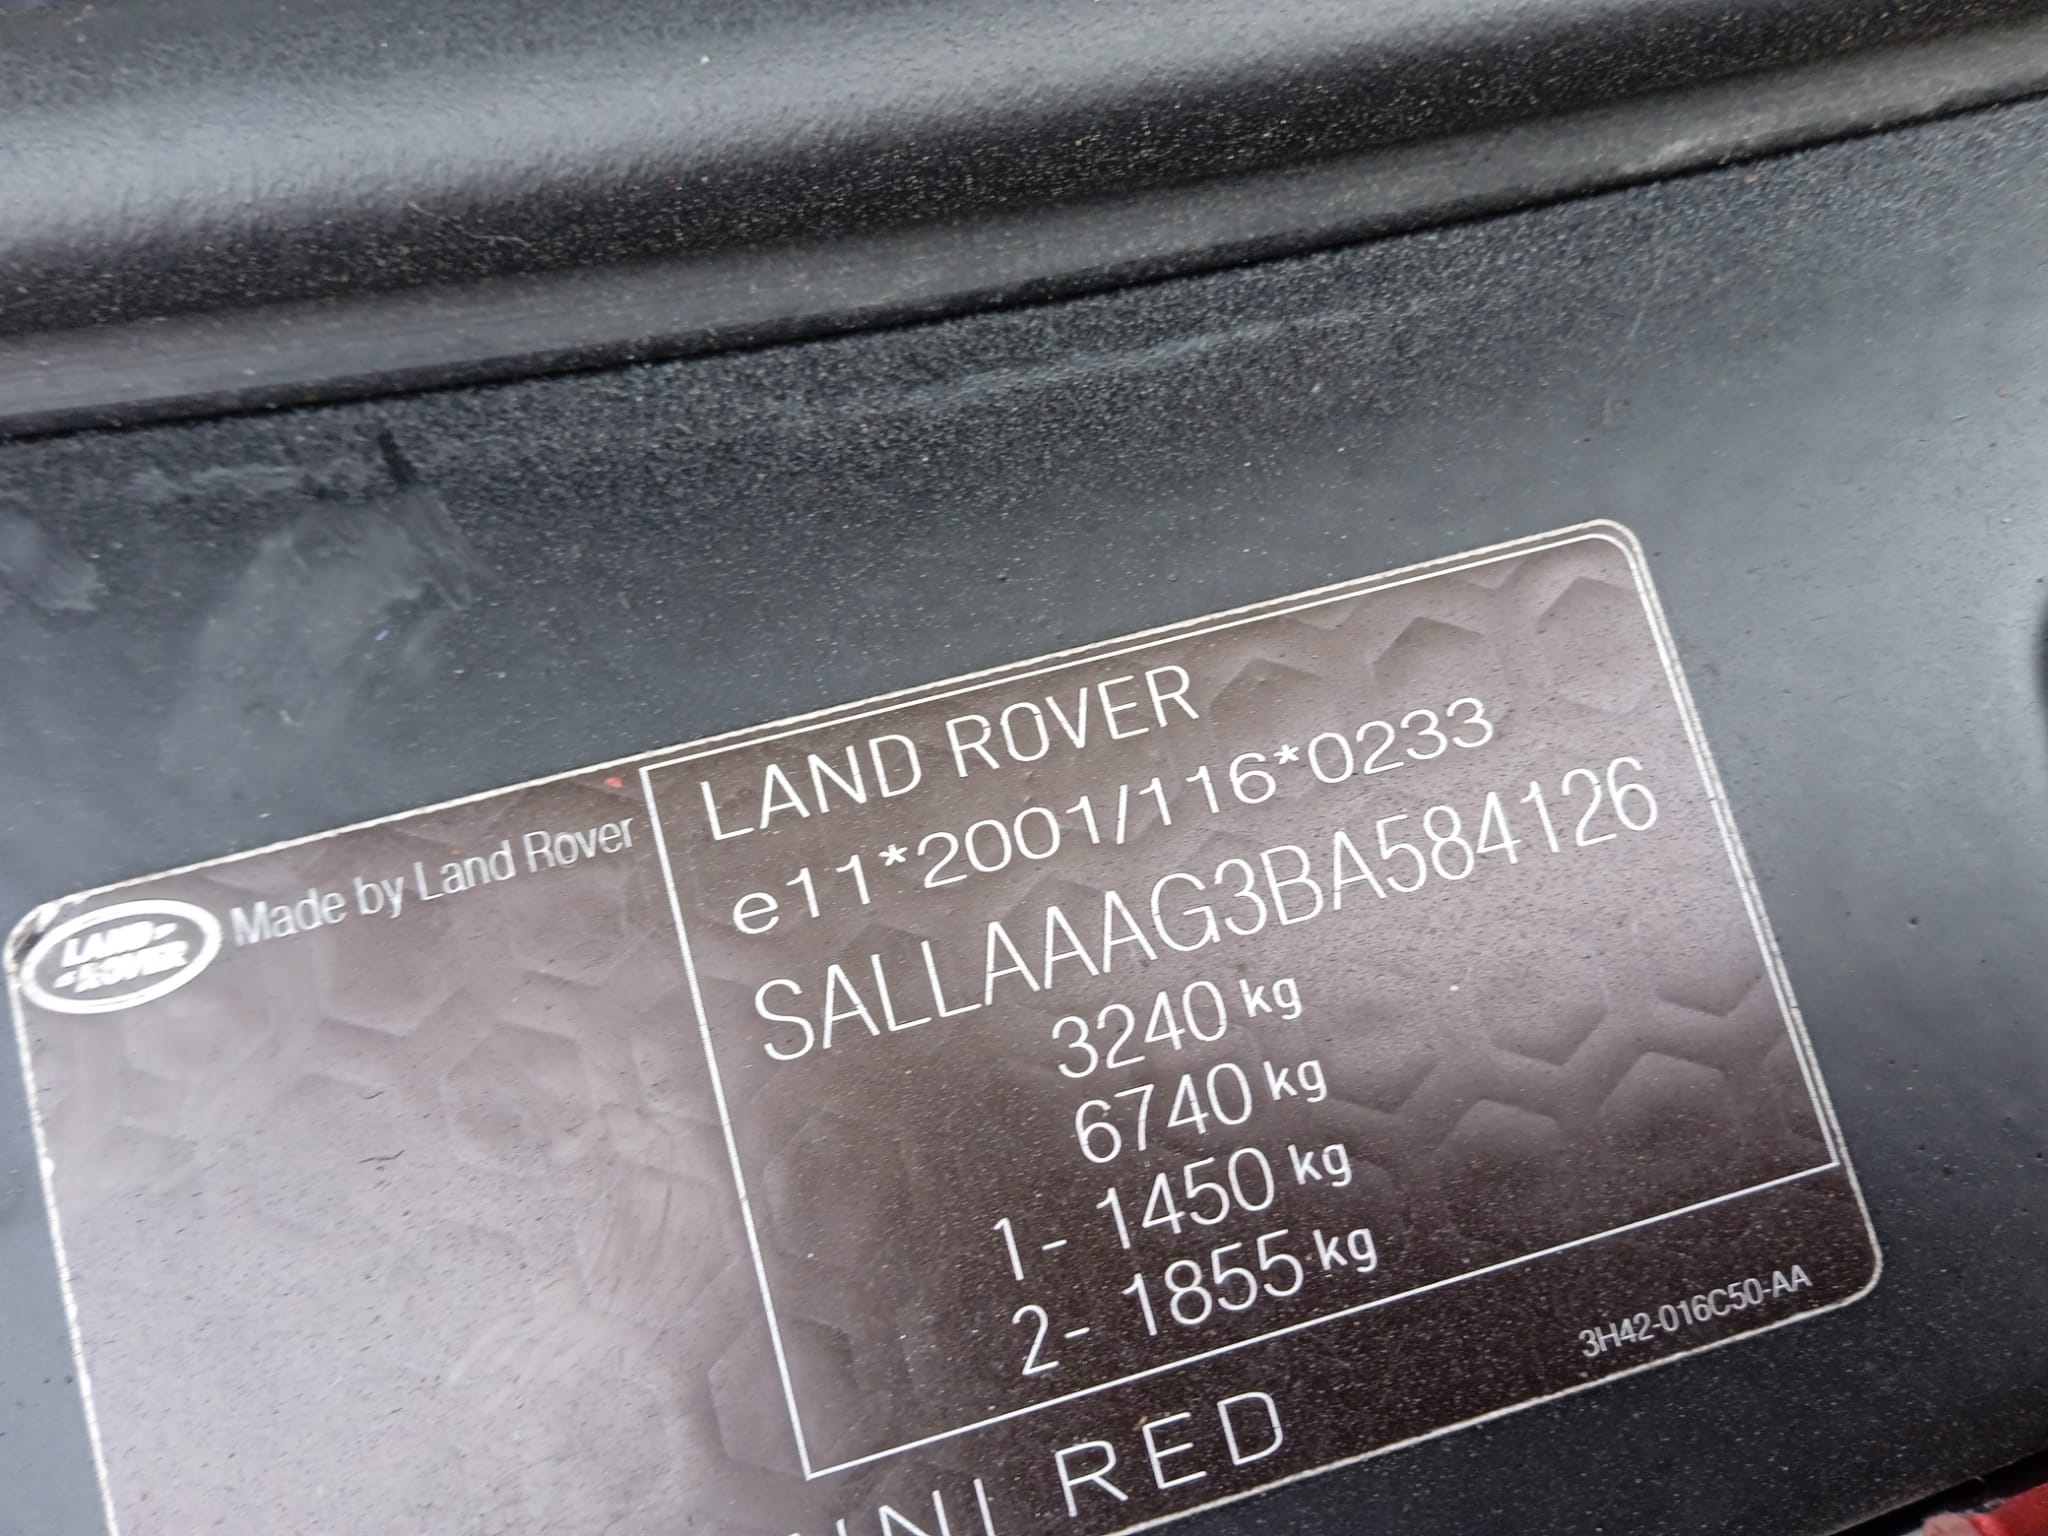 LAND-
-ROVER
Made by Land Rover
LAND ROVER
e11*2001/116*0233
SALLAAAG3BA584126
3240 kg
6740 kg
1- 1450 kg
2- 1855 kg
3H42-016C50-AA
RED